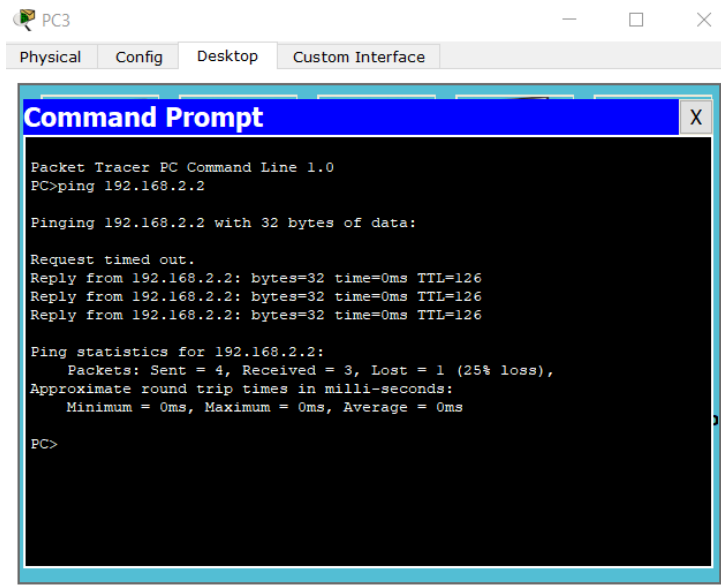 PC3
Physical Config Desktop Custom Interface
Command Prompt
X
Packet Tracer PC Command Line 1.0
PC>ping 192.168.2.2
Pinging 192.168.2.2 with 32 bytes of data:
Request timed out.
Reply from 192.168.2.2: bytes=32 time=0ms TTL=126
Reply from 192.168.2.2: bytes=32 time=0ms TTL=126
Reply from 192.168.2.2: bytes=32 time=0ms TTL=126
Ping statistics for 192.168.2.2:
Packets: Sent = 4, Received = 3, Lost = 1 (25% loss),
Approximate round trip times in milli-seconds:
Minimum = 0ms, Maximum = 0ms, Average = 0ms
PC>